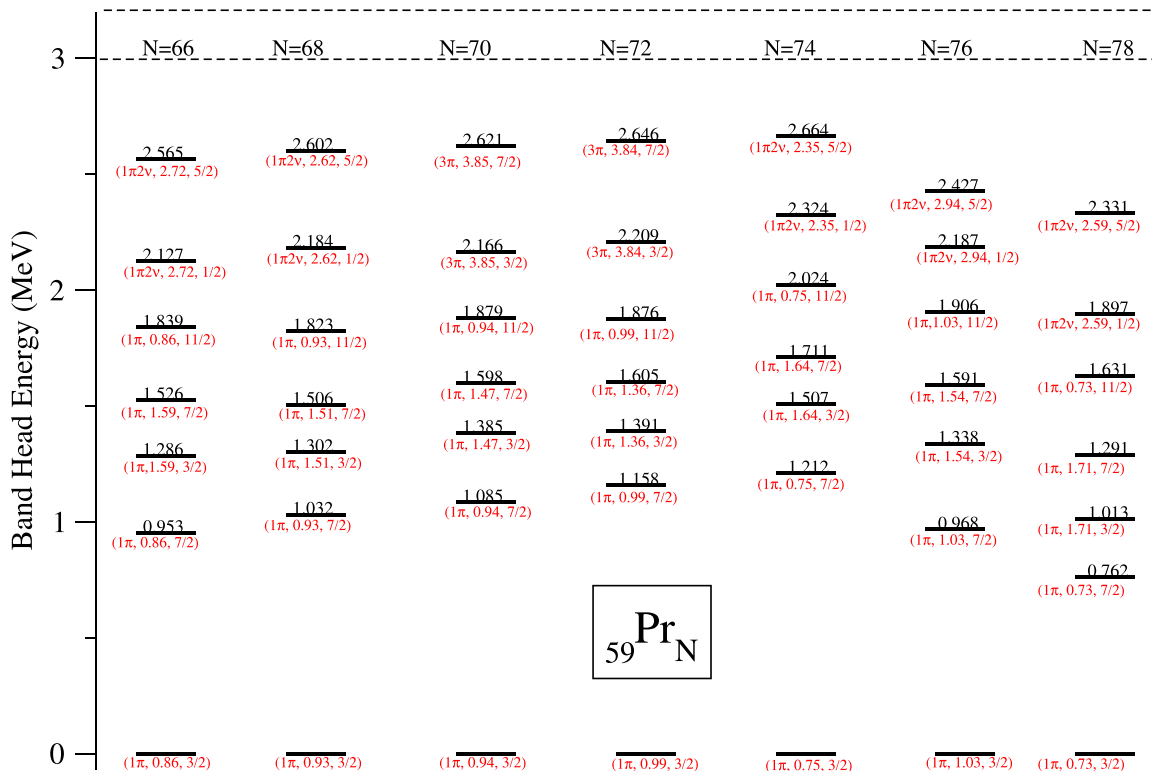 N=66 N=68 N=70 N=72 N=74 N=76 N=78
3
2
1
0
Band Head Energy (MeV)
2.565
(1π2ν, 2.72, 5/2)
2.127
(1π2ν, 2.72, 1/2)
1.839
(1π, 0.86, 11/2)
1.526
(1π, 1.59, 7/2)
1.286
(1π,1.59, 3/2)
0.953
(1π, 0.86, 7/2)
(1π, 0.86, 3/2)
2.602
(1π2ν, 2.62, 5/2)
2.184
(1π2ν, 2.62, 1/2)
1.823
(1π, 0.93, 11/2)
1.506
(1π, 1.51, 7/2)
1.302
(1π, 1.51, 3/2)
1.032
(1π, 0.93, 7/2)
(1π, 0.93, 3/2)
2.621
(3π, 3.85, 7/2)
2.166
(3π, 3.85, 3/2)
1.879
(1π, 0.94, 11/2)
1.598
(1π, 1.47, 7/2)
1.385
(1π, 1.47, 3/2)
1.085
(1π, 0.94, 7/2)
(1π, 0.94, 3/2)
2.646
(3π, 3.84, 7/2)
2.209
(3π, 3.84, 3/2)
1.876
(1π, 0.99, 11/2)
1.605
(1π, 1.36, 7/2)
1.391
(1π, 1.36, 3/2)
1.158
(1π, 0.99, 7/2)
59PrN
(1π, 0.99, 3/2)
2.664
(1π2ν, 2.35, 5/2)
2.324
(1π2ν, 2.35, 1/2)
2.024
(1π, 0.75, 11/2)
1.711
(1π, 1.64, 7/2)
1.507
(1π, 1.64, 3/2)
1.212
(1π, 0.75, 7/2)
(1π, 0.75, 3/2)
2.427
(1π2ν, 2.94, 5/2)
2.187
(1π2ν, 2.94, 1/2)
1.906
(1π,1.03, 11/2)
1.591
(1π, 1.54, 7/2)
1.338
(1π, 1.54, 3/2)
0.968
(1π, 1.03, 7/2)
(1π, 1.03, 3/2)
2.331
(1π2ν, 2.59, 5/2)
1.897
(1π2ν, 2.59, 1/2)
1.631
(1π, 0.73, 11/2)
1.291
(1π, 1.71, 7/2)
1.013
(1π, 1.71, 3/2)
0.762
(1π, 0.73, 7/2)
(1π, 0.73, 3/2)